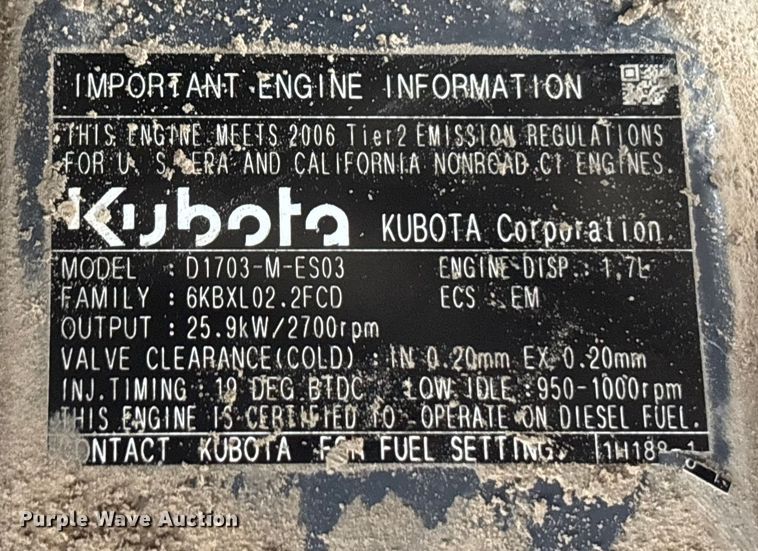 IMPORTANT ENGINE INFORMATION
THIS ENGINE MEETS 2006 Tier2 EMISSION REGULATIONS
FOR U. S. EPA AND CALIFORNIA NONROAD CI ENGINES.
Kubota KUBOTA Corporation
MODEL : D1703-M-ES03 ENGINE DISP : 1.7L
FAMILY : 6KBXL02.2FCD ECS : EM
OUTPUT : 25.9kW/2700rpm
VALVE CLEARANCE(COLD) : IN 0.20mm EX 0.20mm
INJ.TIMING : 19 DEG BTDC LOW IDLE : 950-1000rpm
THIS ENGINE IS CERTIFIED TO OPERATE ON DIESEL FUEL.
CONTACT KUBOTA FOR FUEL SETTING.
Purple Wave Auction